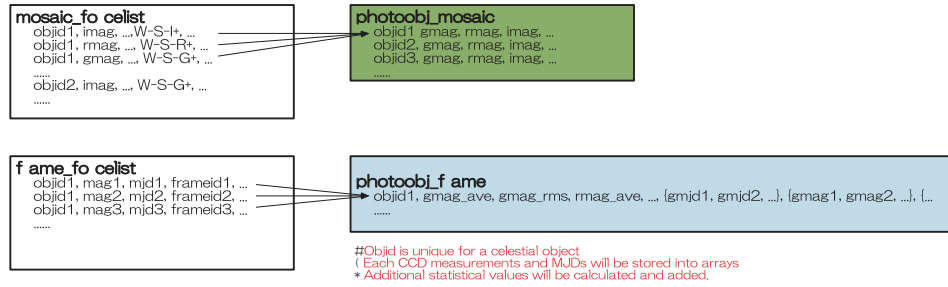 mosaic_fo celist
objid1, imag, ...,W-S-I+, ...
objid1, rmag, ..., W-S-R+, ...
objid1, gmag, ..., W-S-G+, ...
......
objid2, imag, ..., W-S-G+, ...
......
photoobj_mosaic
objid1 gmag, rmag, imag, ...
objid2, gmag, rmag, imag, ...
objid3, gmag, rmag, imag, ...
......
f ame_fo celist
objid1, mag1, mjd1, frameid1, ...
objid1, mag2, mjd2, frameid2, ...
objid1, mag3, mjd3, frameid3, ...
......
photoobj_f ame
objid1, gmag_ave, gmag_rms, rmag_ave, ..., {gmjd1, gmjd2, ...}, {gmag1, gmag2, ...}, {...
......
#Objid is unique for a celestial object
( Each CCD measurements and MJDs will be stored into arrays
* Additional statistical values will be calculated and added.